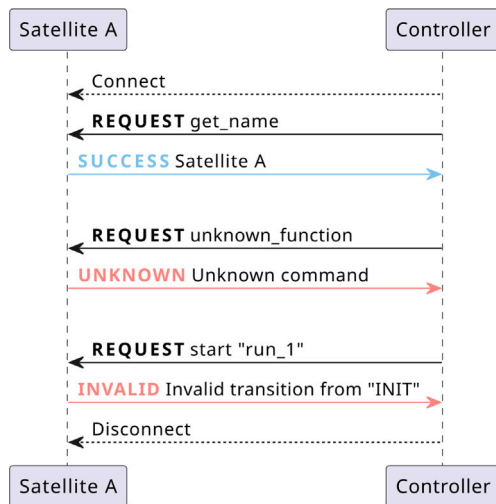 Satellite A Controller
Connect
REQUEST get_name
SUCCESS Satellite A
REQUEST unknown_function
UNKNOWN Unknown command
REQUEST start "run_1"
INVALID Invalid transition from "INIT"
Disconnect
Satellite A Controller